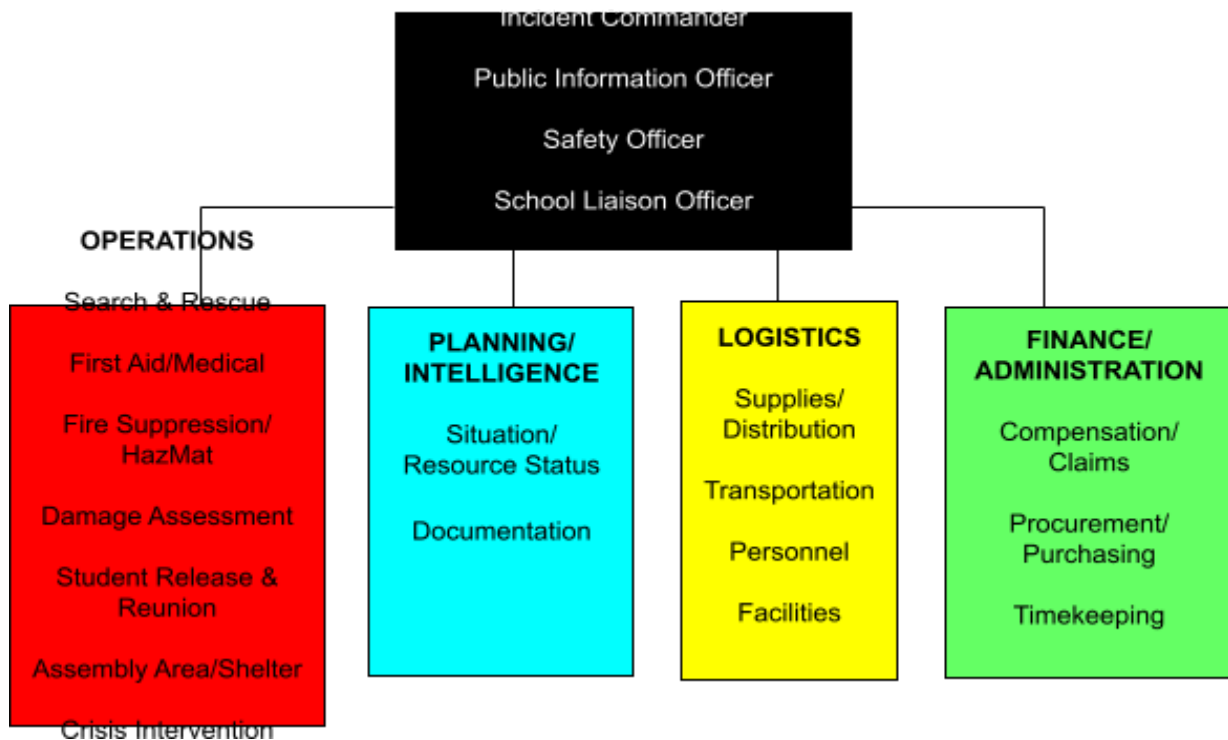 Incident Commander
Public Information Officer
Safety Officer
School Liaison Officer
OPERATIONS
Search & Rescue
First Aid/Medical
Fire Suppression/
HazMat
Damage Assessment
Student Release &
Reunion
Assembly Area/Shelter
Crisis Intervention
PLANNING/
INTELLIGENCE
Situation/
Resource Status
Documentation
LOGISTICS
Supplies/
Distribution
Transportation
Personnel
Facilities
FINANCE/
ADMINISTRATION
Compensation/
Claims
Procurement/
Purchasing
Timekeeping